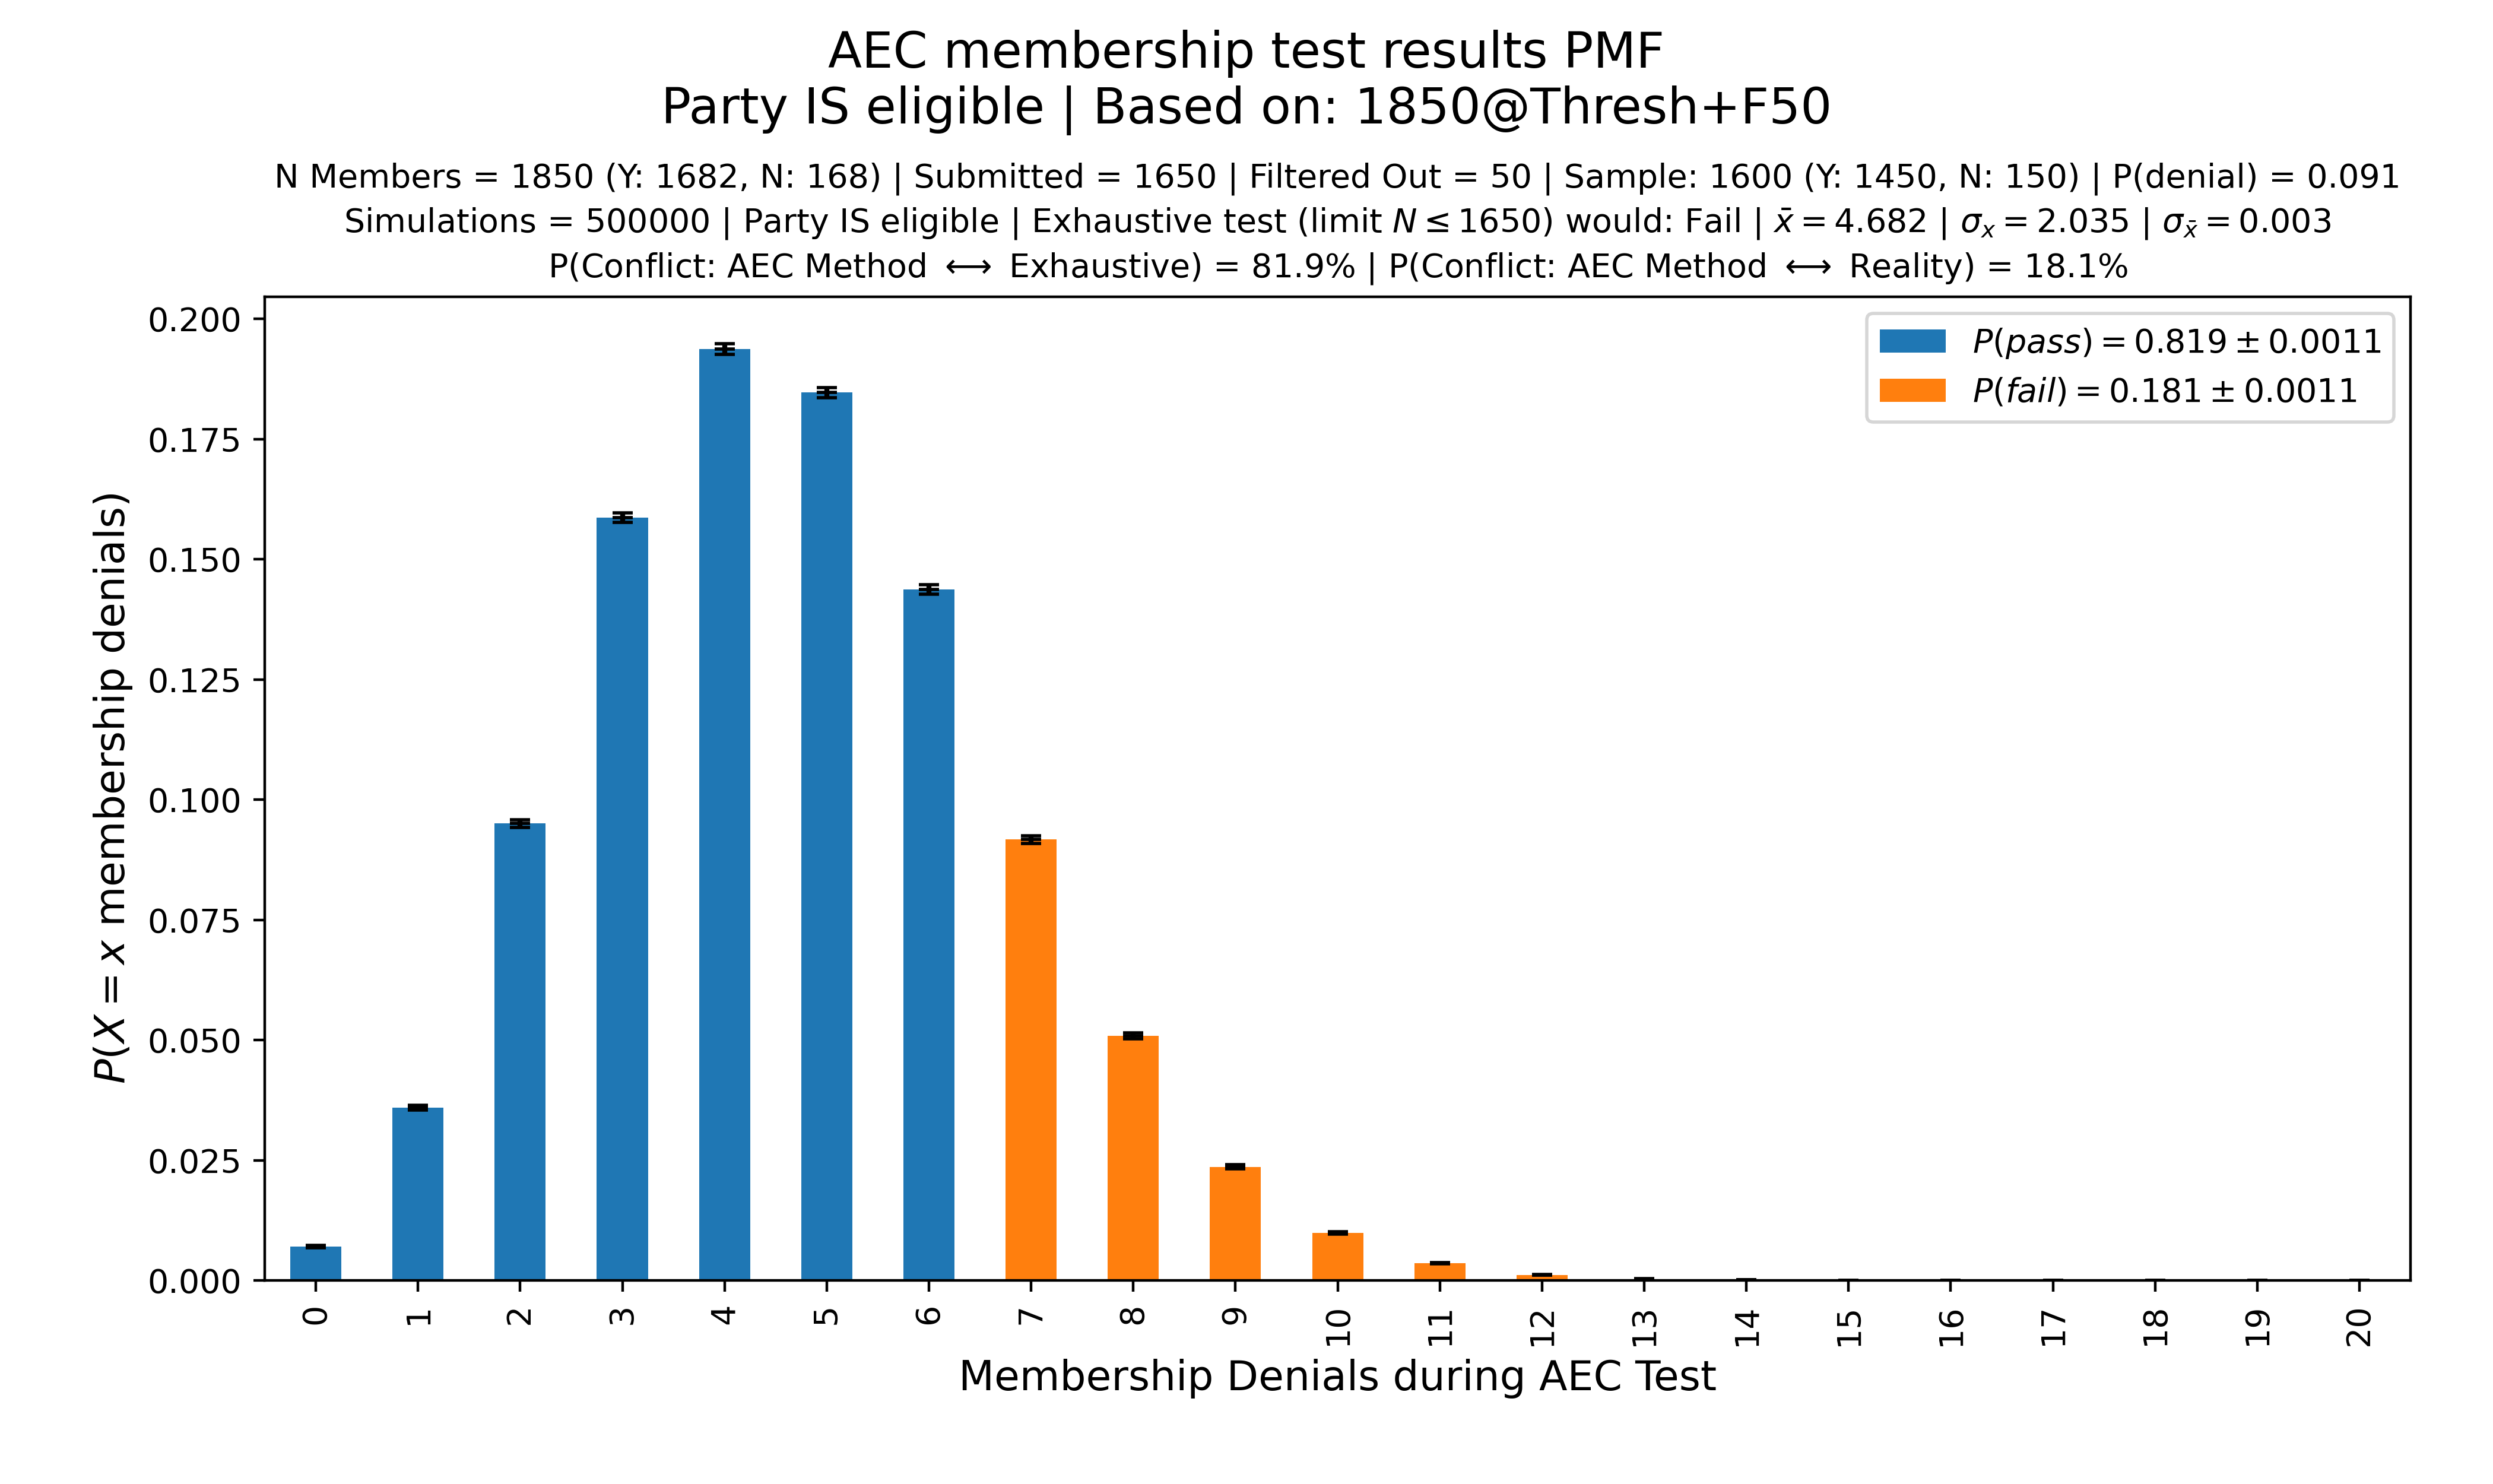 AEC membership test results PMF
Party IS eligible | Based on: 1850@Thresh+F50
N Members = 1850 (Y: 1682, N: 168) | Submitted = 1650 | Filtered Out = 50 | Sample: 1600 (Y: 1450, N: 150) | P(denial) = 0.091
Simulations = 500000 | Party IS eligible | Exhaustive test (limit N ≤ 1650) would: Fail | x̄ = 4.682 | σₓ = 2.035 | σ_x̄ = 0.003
P(Conflict: AEC Method ⟷ Exhaustive) = 81.9% | P(Conflict: AEC Method ⟷ Reality) = 18.1%
P(pass) = 0.819 ± 0.0011
P(fail) = 0.181 ± 0.0011
P(X = x membership denials)
0.200
0.175
0.150
0.125
0.100
0.075
0.050
0.025
0.000
0 1 2 3 4 5 6 7 8 9 10 11 12 13 14 15 16 17 18 19 20
Membership Denials during AEC Test